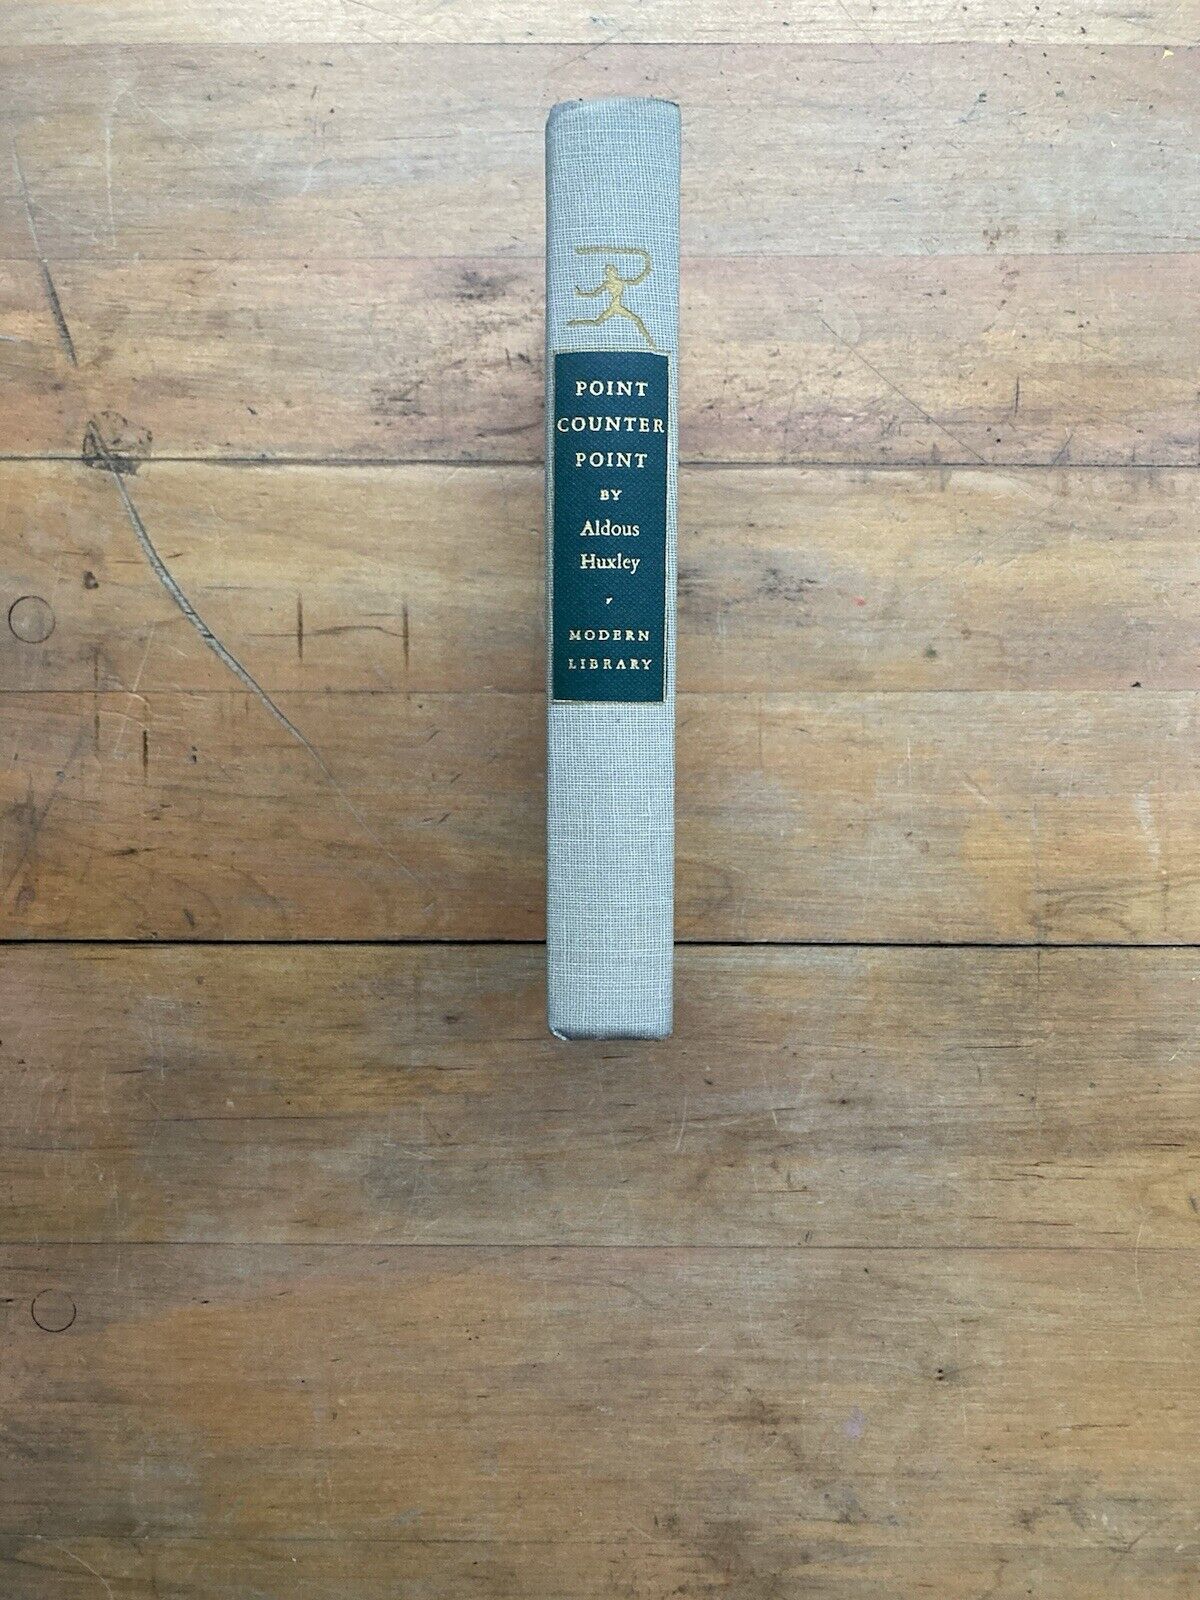 POINT
COUNTER
POINT
BY
Aldous
Huxley
MODERN
LIBRARY